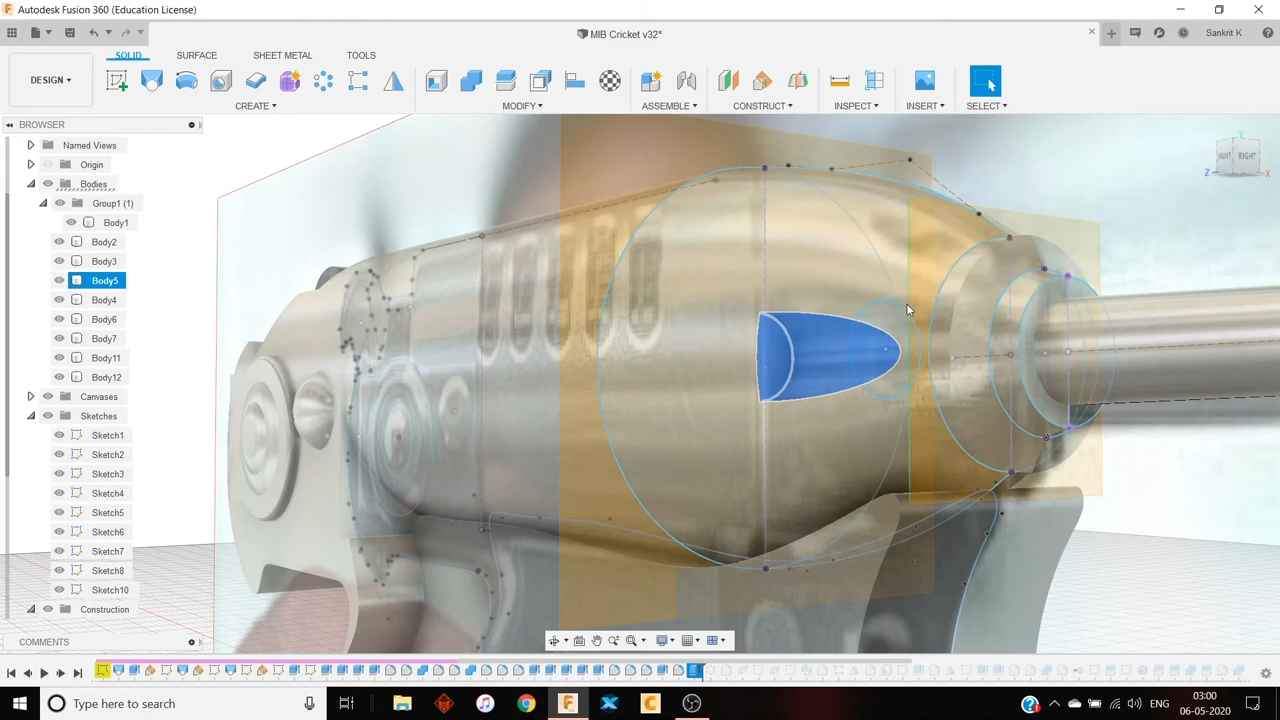 Autodesk Fusion 360 (Education License)
MIB Cricket v32*
Sankrit K
SOLID SURFACE SHEET METAL TOOLS
DESIGN
CREATE MODIFY ASSEMBLE CONSTRUCT INSPECT INSERT SELECT
BROWSER
Named Views
Origin
Bodies
Group1 (1)
Body1
Body2
Body3
Body5
Body4
Body6
Body7
Body11
Body12
Canvases
Sketches
Sketch1
Sketch2
Sketch3
Sketch4
Sketch5
Sketch6
Sketch7
Sketch8
Sketch10
Construction
Y
FRONT RIGHT
Z X
COMMENTS
Type here to search
ENG
03:00
06-05-2020